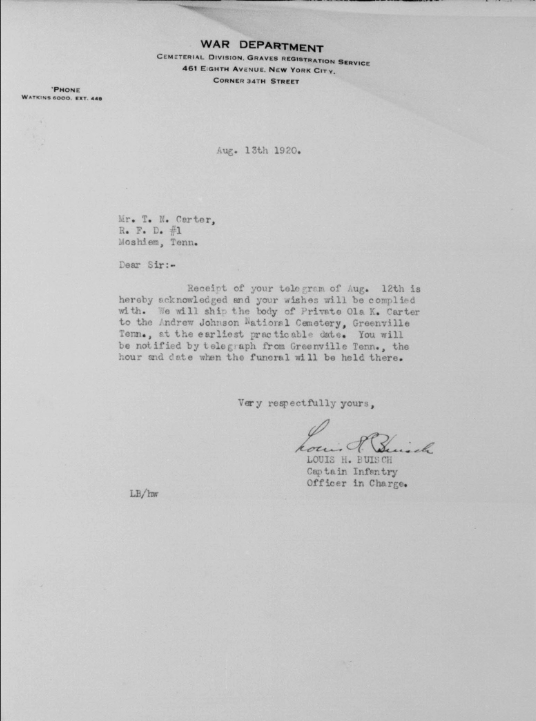 WAR DEPARTMENT
CEMETERIAL DIVISION, GRAVES REGISTRATION SERVICE
461 EIGHTH AVENUE, NEW YORK CITY,
CORNER 34TH STREET
'PHONE
WATKINS 5000, EXT. 448
Aug. 13th 1920.
Mr. T. N. Carter,
R. F. D. #1
Moshiem, Tenn.
Dear Sir:-
Receipt of your telegram of Aug. 12th is
hereby acknowledged and your wishes will be complied
with. We will ship the body of Private Ola K. Carter
to the Andrew Johnson National Cemetery, Greenville
Tenn., at the earliest practicable date. You will
be notified by telegraph from Greenville Tenn., the
hour and date when the funeral will be held there.
Very respectfully yours,
Louis H Buisch
LOUIS H. BUISCH
Captain Infentry
Officer in Charge.
LB/hw